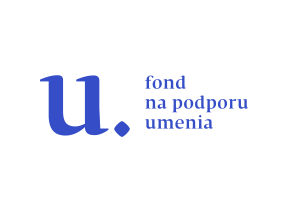 u.
fond
na podporu
umenia